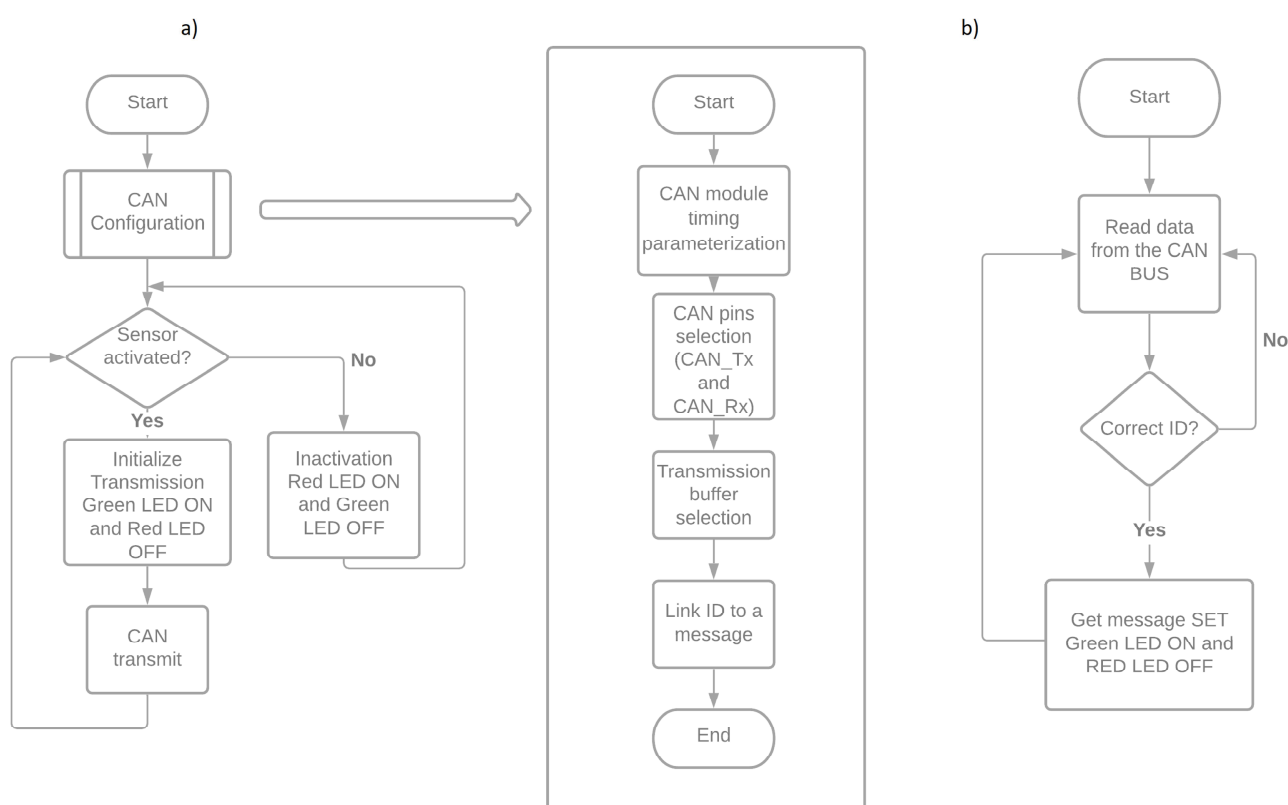 a)
Start
CAN
Configuration
Sensor
activated?
No
Yes
Initialize
Transmission
Green LED ON
and Red LED
OFF
Inactivation
Red LED ON
and Green
LED OFF
CAN
transmit
Start
CAN module
timing
parameterization
CAN pins
selection
(CAN_Tx
and
CAN_Rx)
Transmission
buffer
selection
Link ID to a
message
End
b)
Start
Read data
from the CAN
BUS
No
Correct ID?
Yes
Get message SET
Green LED ON and
RED LED OFF